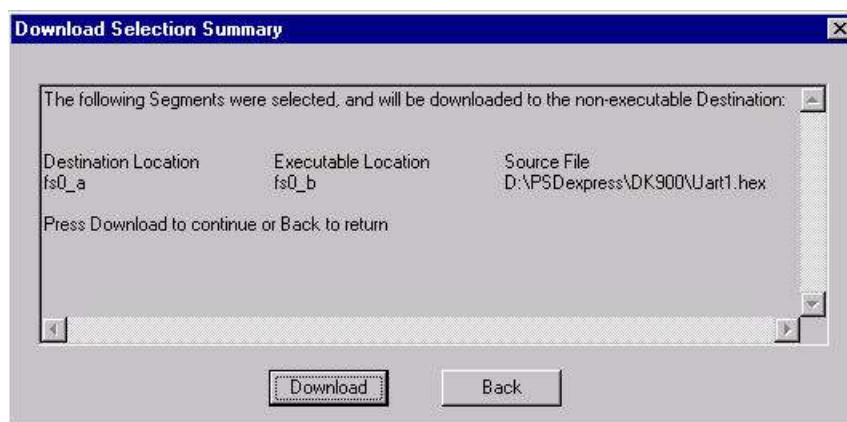 Download Selection Summary
The following Segments were selected, and will be downloaded to the non-executable Destination:
Destination Location Executable Location Source File
fs0_a fs0_b D:\PSDexpress\DK900\Uart1.hex
Press Download to continue or Back to return
Download Back